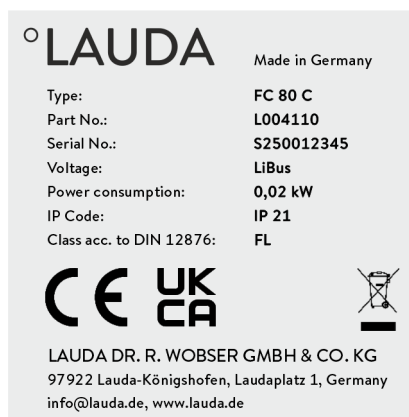 °LAUDA
Made in Germany
Type: FC 80 C
Part No.: L004110
Serial No.: S250012345
Voltage: LiBus
Power consumption: 0,02 kW
IP Code: IP 21
Class acc. to DIN 12876: FL
CE UK
CA
LAUDA DR. R. WOBSER GMBH & CO. KG
97922 Lauda-Königshofen, Laudaplatz 1, Germany
info@lauda.de, www.lauda.de